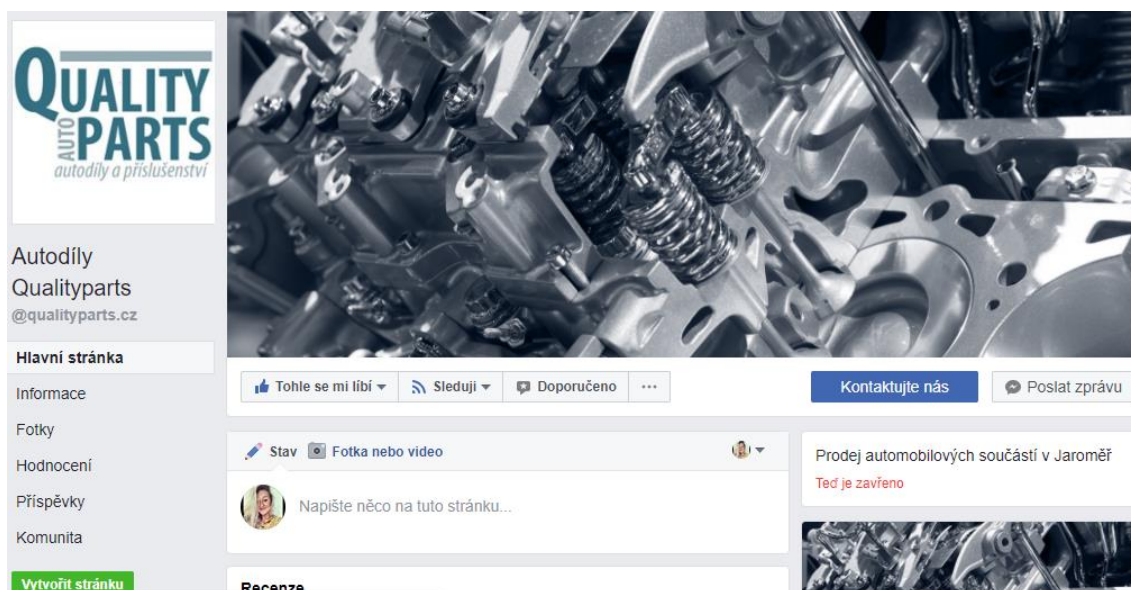 QUALITY
AUTO
PARTS
autodíly a příslušenství
Autodíly
Qualityparts
@qualityparts.cz
Hlavní stránka
Informace
Fotky
Hodnocení
Příspěvky
Komunita
Vytvořit stránku
Tohle se mi líbí
Sleduji
Doporučeno
...
Kontaktujte nás
Poslat zprávu
Stav
Fotka nebo video
Napište něco na tuto stránku...
Recenze
Prodej automobilových součástí v Jaroměř
Teď je zavřeno